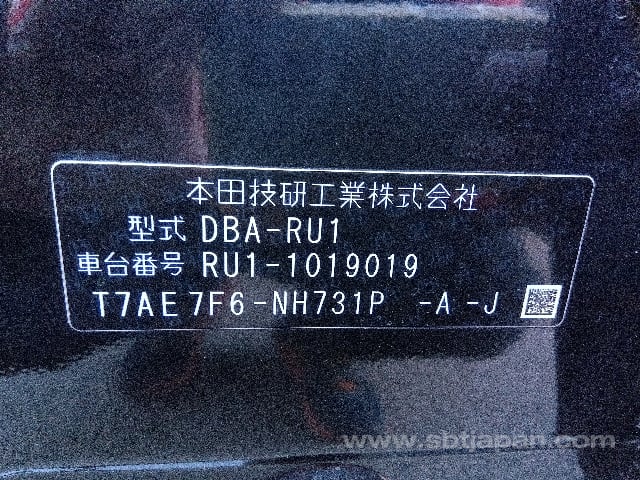 本田技研工業株式会社
型式 DBA-RU1
車台番号 RU1-1019019
T7AE7F6-NH731P -A-J
www.sbtjapan.com